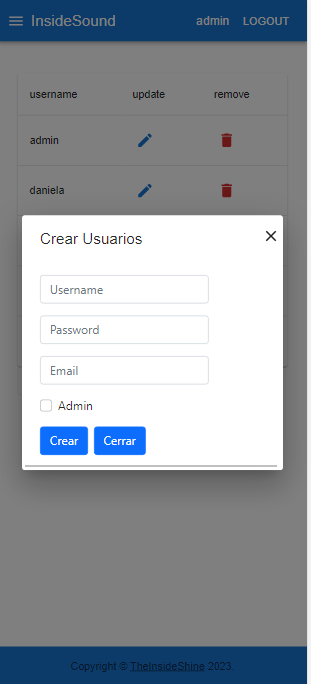 InsideSound admin LOGOUT
username update remove
admin
daniela
Crear Usuarios
Username
Password
Email
Admin
Crear Cerrar
Copyright © TheInsideShine 2023.